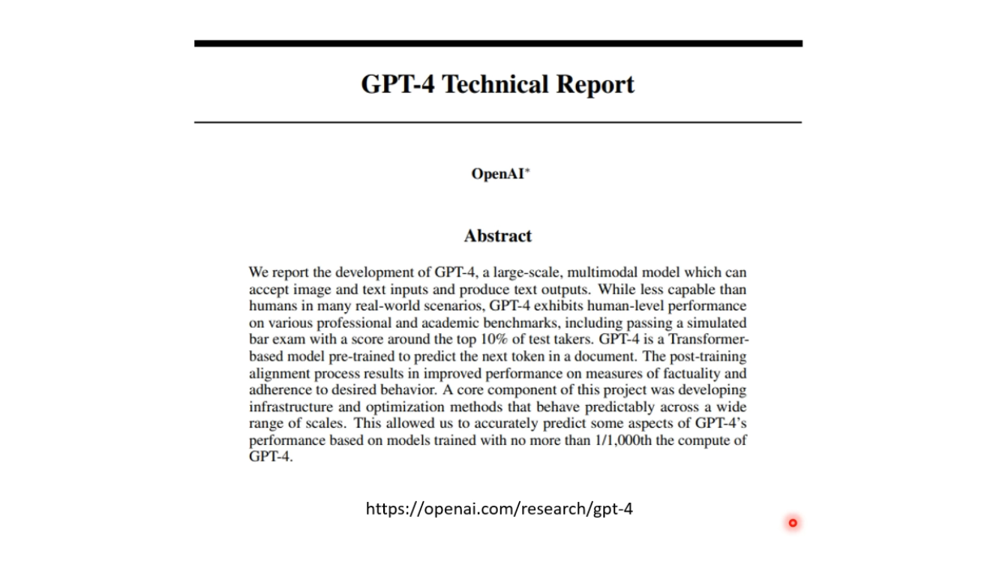 GPT-4 Technical Report
OpenAI*
Abstract
We report the development of GPT-4, a large-scale, multimodal model which can
accept image and text inputs and produce text outputs. While less capable than
humans in many real-world scenarios, GPT-4 exhibits human-level performance
on various professional and academic benchmarks, including passing a simulated
bar exam with a score around the top 10% of test takers. GPT-4 is a Transformer-
based model pre-trained to predict the next token in a document. The post-training
alignment process results in improved performance on measures of factuality and
adherence to desired behavior. A core component of this project was developing
infrastructure and optimization methods that behave predictably across a wide
range of scales. This allowed us to accurately predict some aspects of GPT-4's
performance based on models trained with no more than 1/1,000th the compute of
GPT-4.
https://openai.com/research/gpt-4